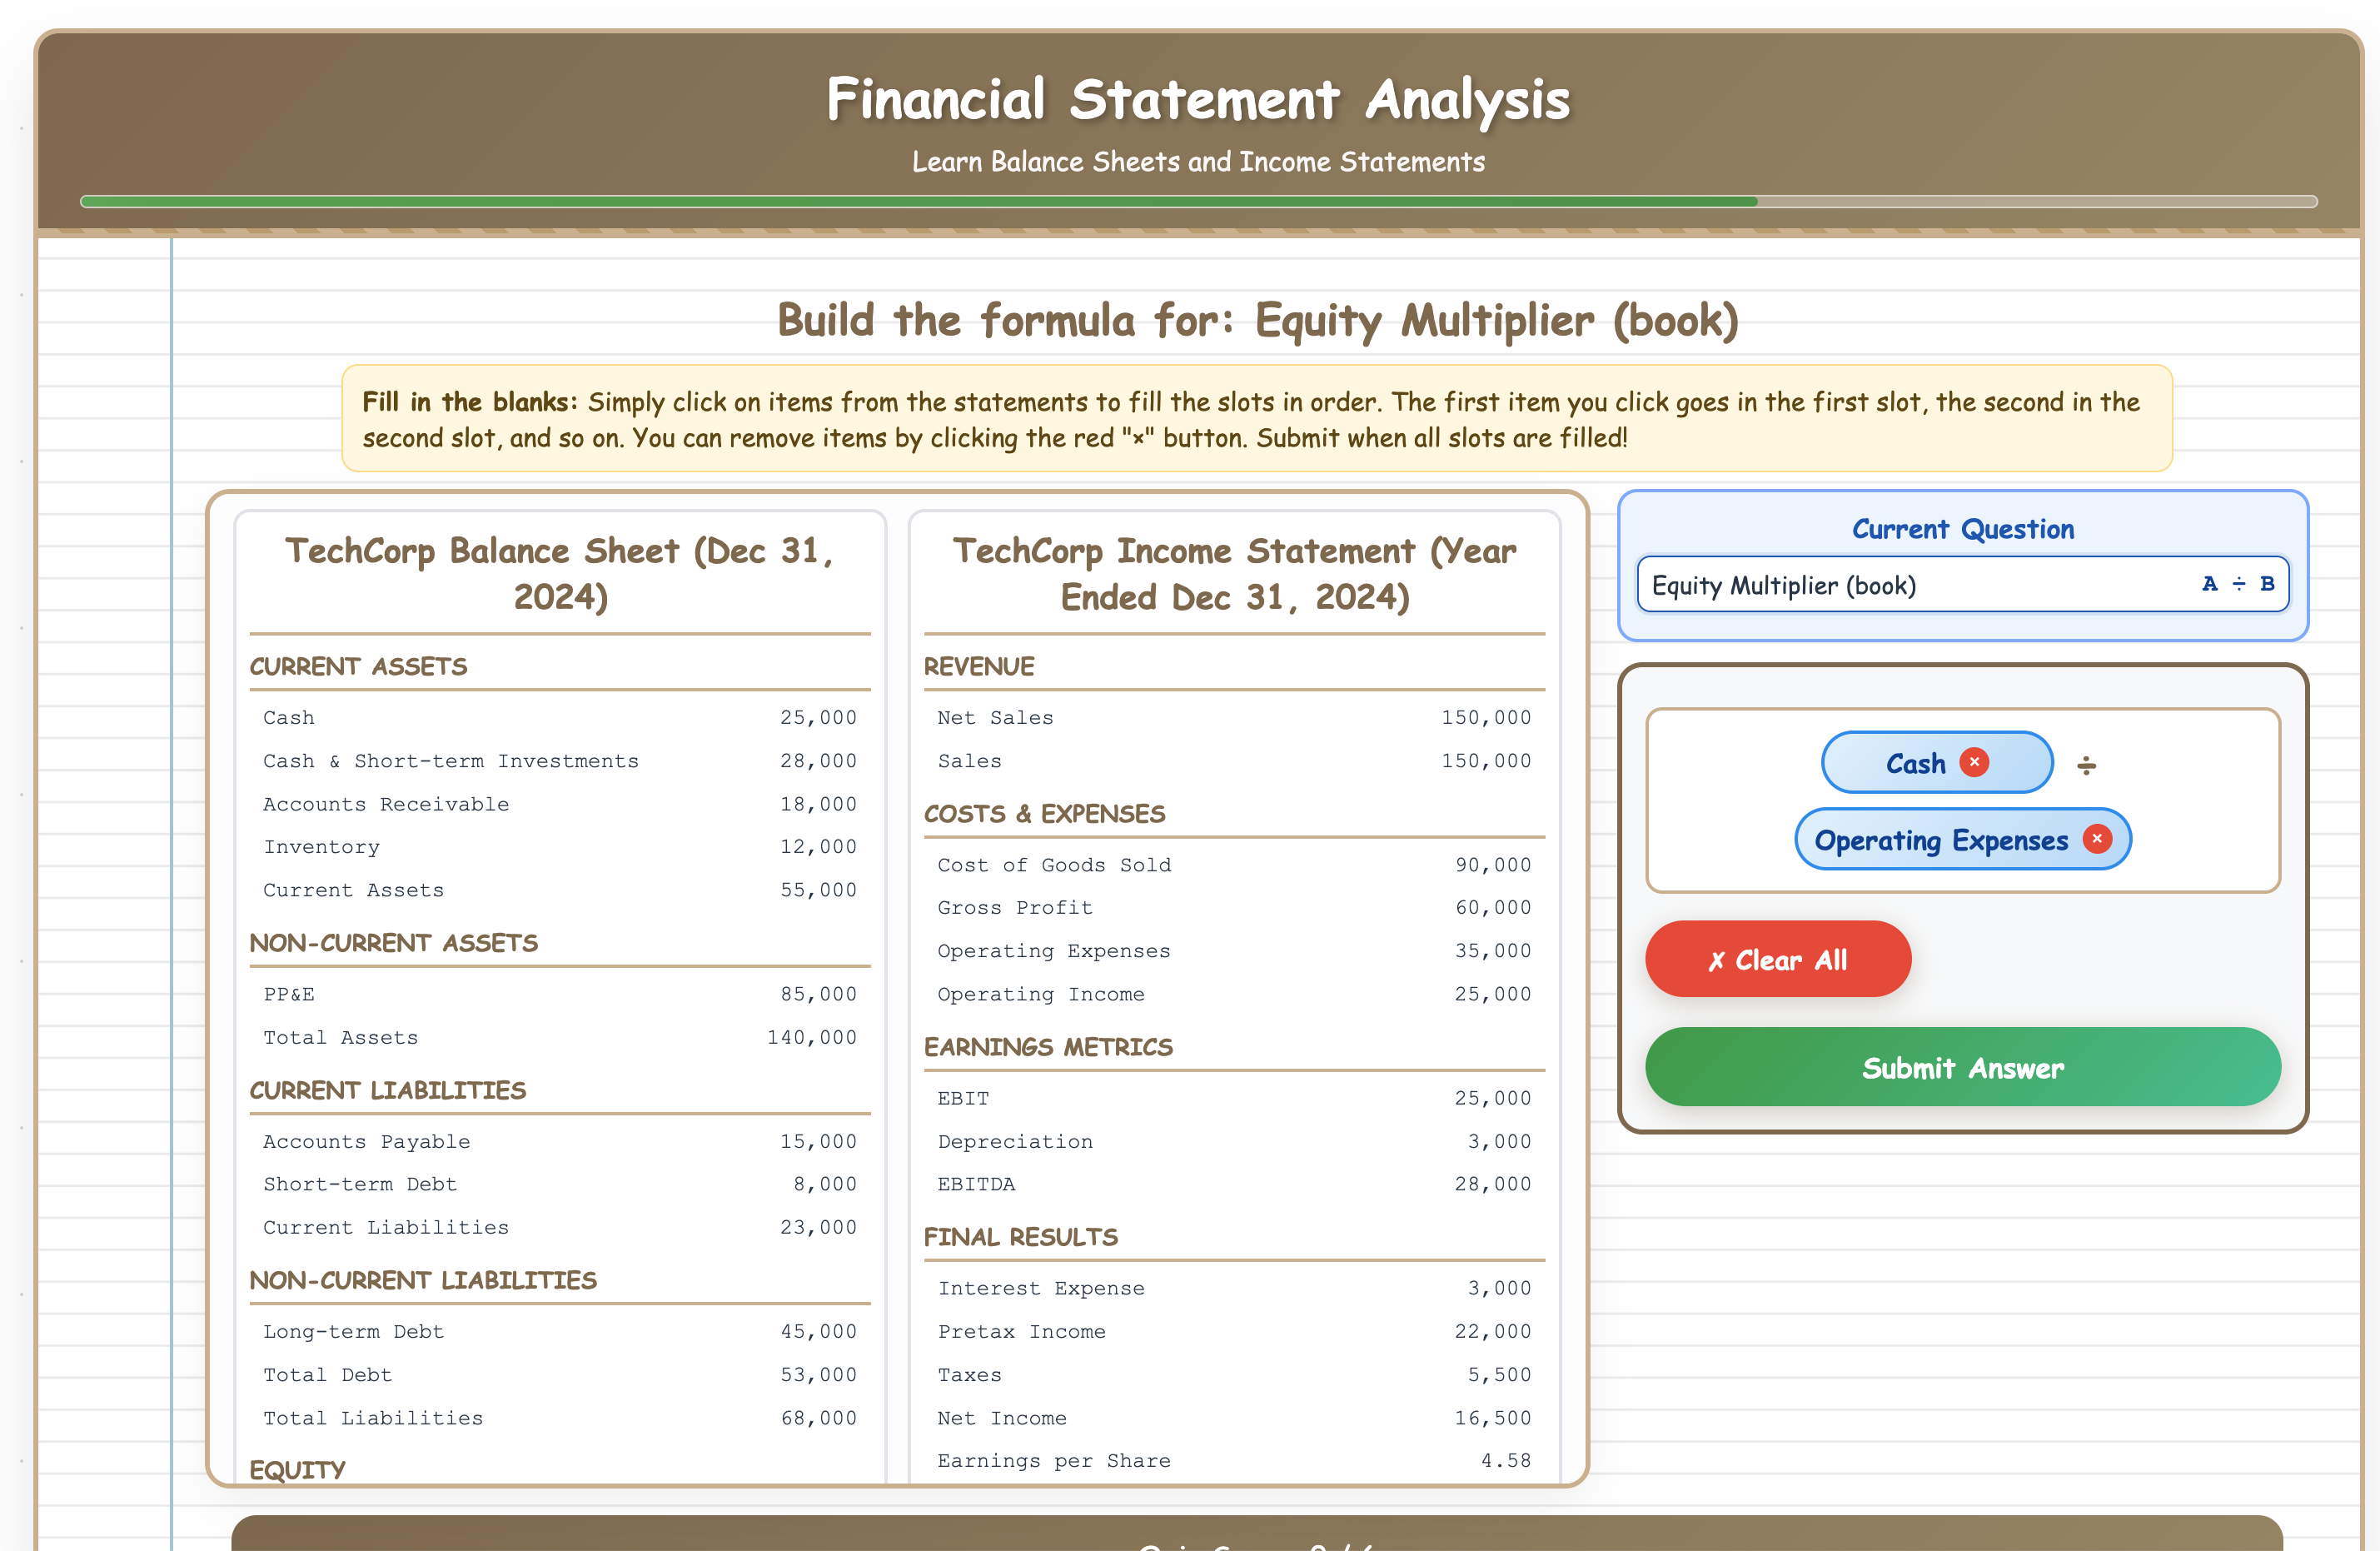 Financial Statement Analysis
Learn Balance Sheets and Income Statements
Build the formula for: Equity Multiplier (book)
Fill in the blanks: Simply click on items from the statements to fill the slots in order. The first item you click goes in the first slot, the second in the
second slot, and so on. You can remove items by clicking the red "×" button. Submit when all slots are filled!
TechCorp Balance Sheet (Dec 31,
2024)
CURRENT ASSETS
Cash 25,000
Cash & Short-term Investments 28,000
Accounts Receivable 18,000
Inventory 12,000
Current Assets 55,000
NON-CURRENT ASSETS
PP&E 85,000
Total Assets 140,000
CURRENT LIABILITIES
Accounts Payable 15,000
Short-term Debt 8,000
Current Liabilities 23,000
NON-CURRENT LIABILITIES
Long-term Debt 45,000
Total Debt 53,000
Total Liabilities 68,000
EQUITY
TechCorp Income Statement (Year
Ended Dec 31, 2024)
REVENUE
Net Sales 150,000
Sales 150,000
COSTS & EXPENSES
Cost of Goods Sold 90,000
Gross Profit 60,000
Operating Expenses 35,000
Operating Income 25,000
EARNINGS METRICS
EBIT 25,000
Depreciation 3,000
EBITDA 28,000
FINAL RESULTS
Interest Expense 3,000
Pretax Income 22,000
Taxes 5,500
Net Income 16,500
Earnings per Share 4.58
Current Question
Equity Multiplier (book) A ÷ B
Cash × ÷
Operating Expenses ×
✗ Clear All
Submit Answer